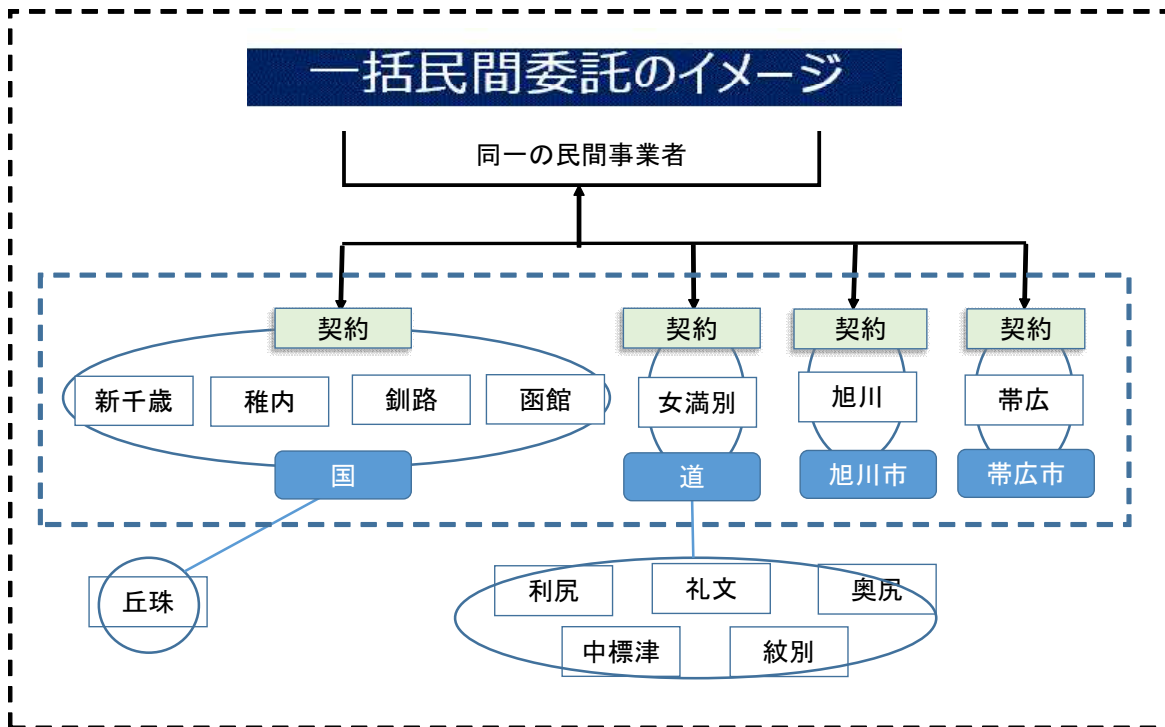 一括民間委託のイメージ
同一の民間事業者
契約
契約
契約
契約
新千歳
稚内
釧路
函館
女満別
旭川
帯広
国
道
旭川市
帯広市
丘珠
利尻
礼文
奥尻
中標津
紋別